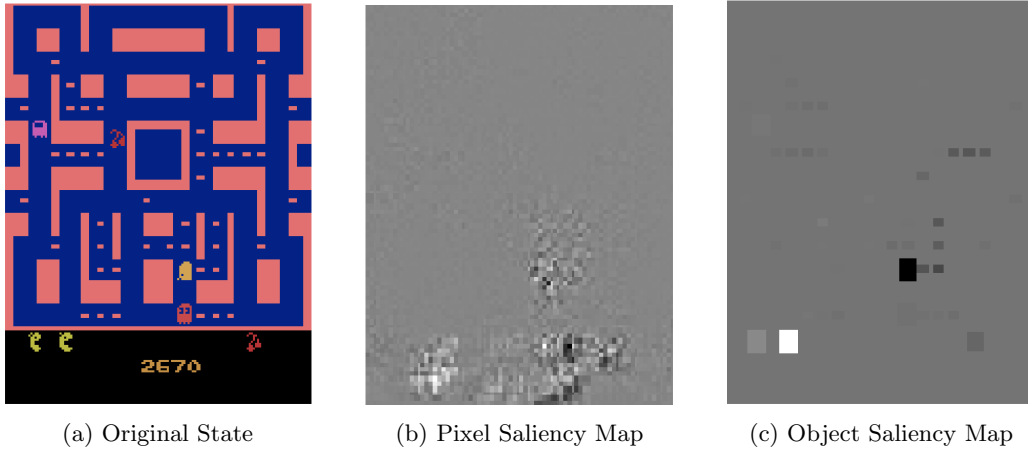 2670
(a) Original State
(b) Pixel Saliency Map
(c) Object Saliency Map